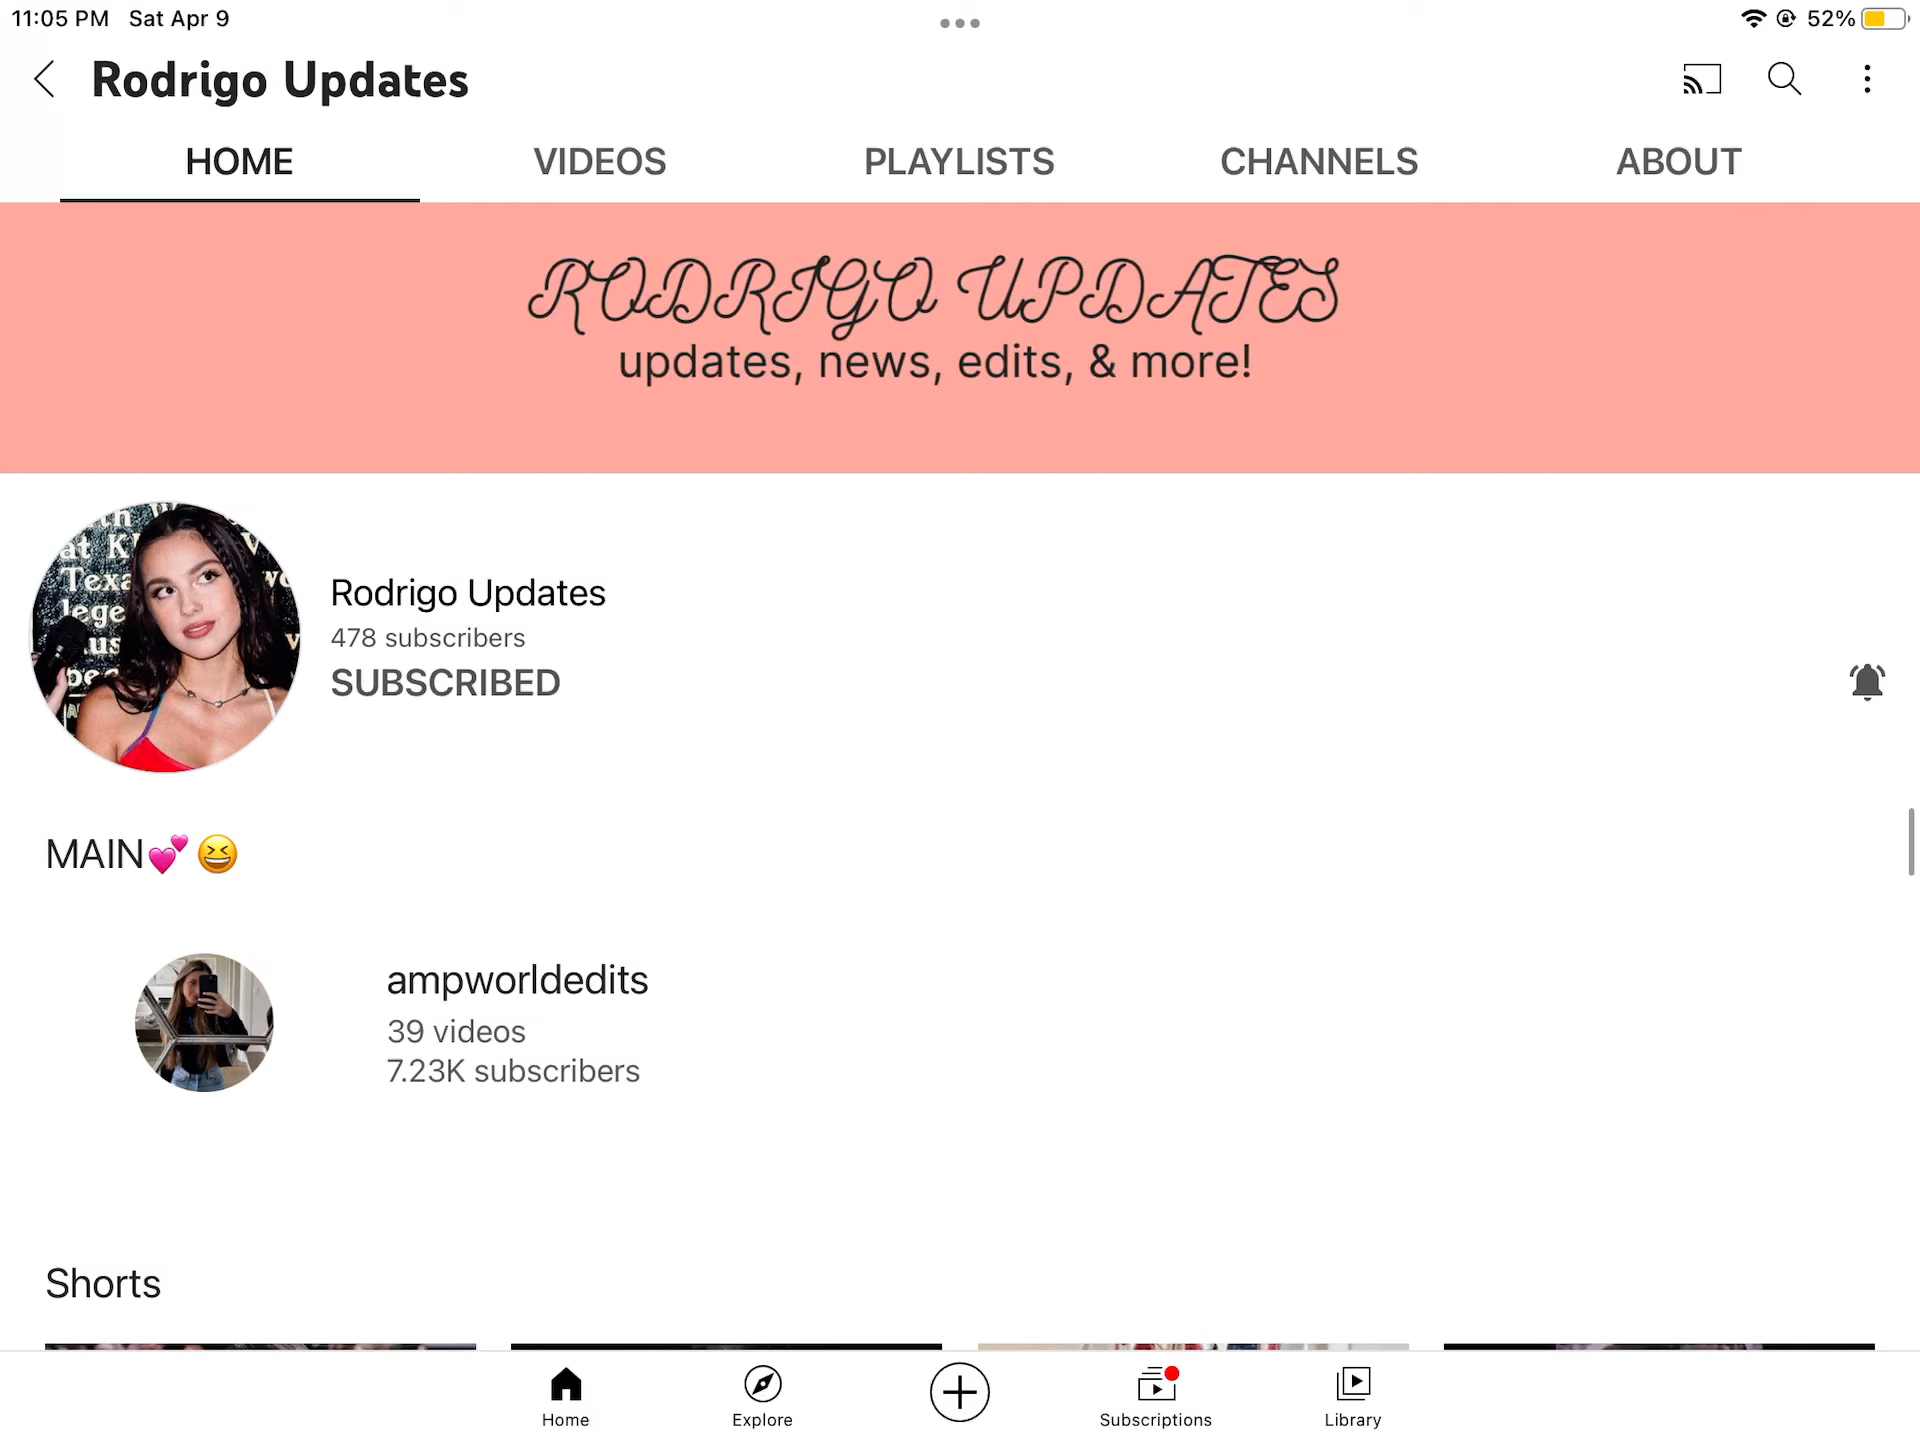 11:05 PM Sat Apr 9
52%
Rodrigo Updates
HOME VIDEOS PLAYLISTS CHANNELS ABOUT
RODRIGO UPDATES
updates, news, edits, & more!
Rodrigo Updates
478 subscribers
SUBSCRIBED
MAIN💕😆
ampworldedits
39 videos
7.23K subscribers
Shorts
Home Explore Subscriptions Library